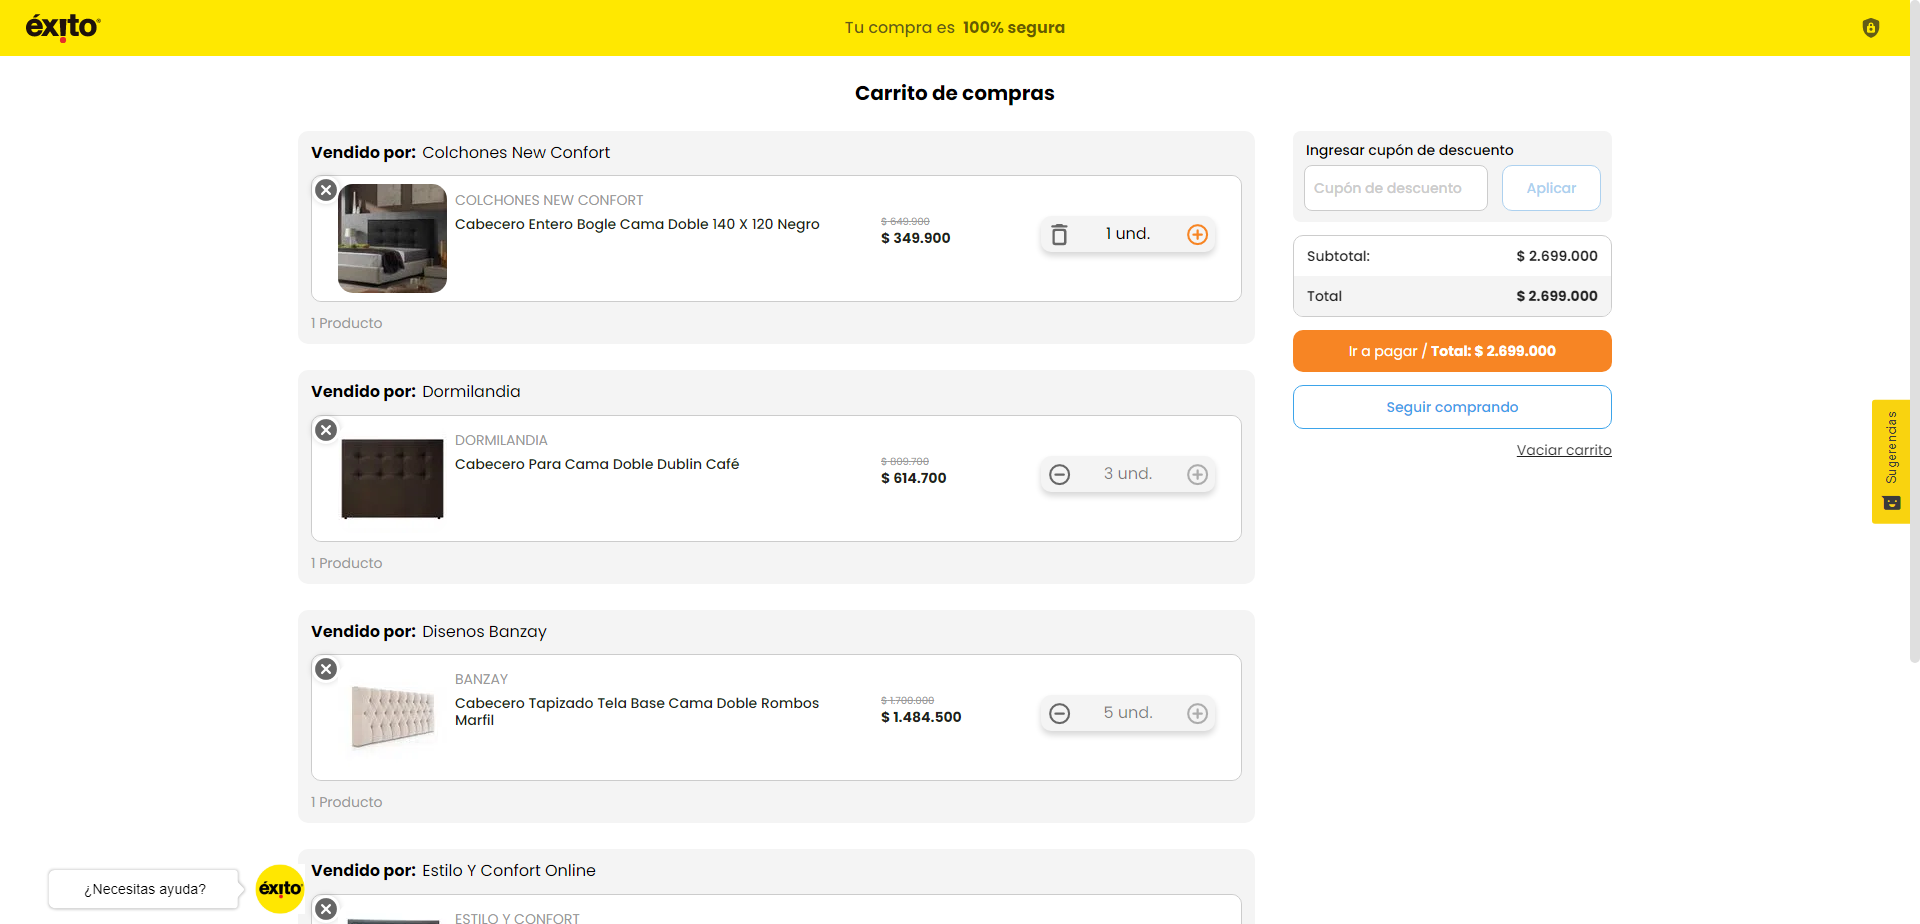 éxito
Tu compra es 100% segura
Carrito de compras
Vendido por: Colchones New Confort
COLCHONES NEW CONFORT
Cabecero Entero Bogle Cama Doble 140 X 120 Negro
$ 649.900
$ 349.900
1 und.
1 Producto
Vendido por: Dormilandia
DORMILANDIA
Cabecero Para Cama Doble Dublin Café
$ 809.700
$ 614.700
3 und.
1 Producto
Vendido por: Disenos Banzay
BANZAY
Cabecero Tapizado Tela Base Cama Doble Rombos
Marfil
$ 1.700.000
$ 1.484.500
5 und.
1 Producto
Vendido por: Estilo Y Confort Online
ESTILO Y CONFORT
Ingresar cupón de descuento
Cupón de descuento
Aplicar
Subtotal: $ 2.699.000
Total $ 2.699.000
Ir a pagar / Total: $ 2.699.000
Seguir comprando
Vaciar carrito
Sugerencias
¿Necesitas ayuda?
éxito